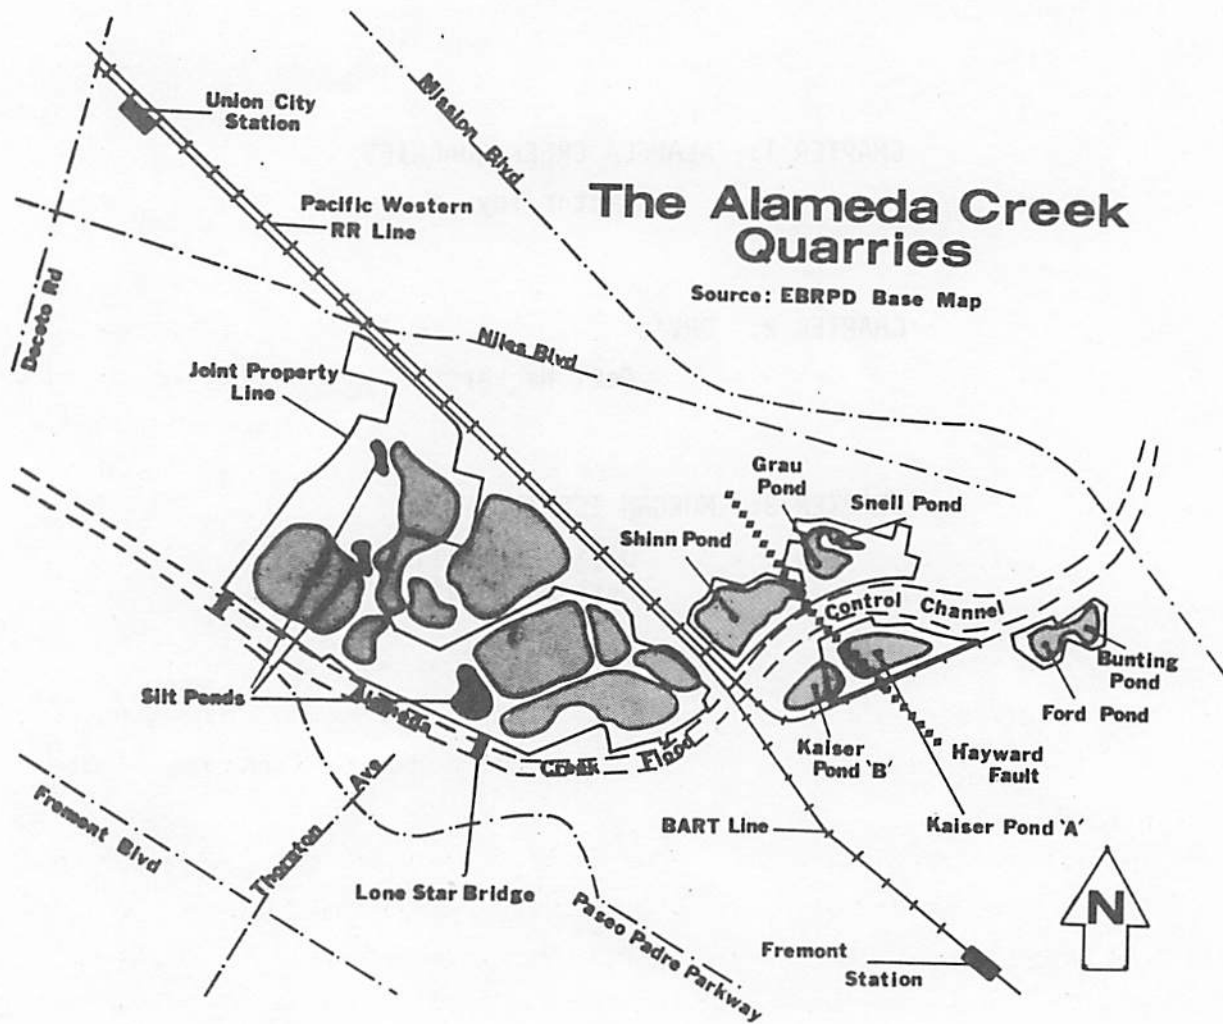 Union City
Station
Mission Blvd
The Alameda Creek
Quarries
Source: EBRPD Base Map
Pacific Western
RR Line
Decoto Rd
Niles Blvd
Joint Property
Line
Grau
Pond
Snell Pond
Shinn Pond
Control Channel
Bunting
Pond
Ford Pond
Silt Ponds
Alameda
Creek
Flood
Kaiser
Pond 'B'
Hayward
Fault
Kaiser Pond 'A'
BART Line
Fremont Blvd
Thornton Ave
Lone Star Bridge
Paseo Padre Parkway
Fremont
Station
N